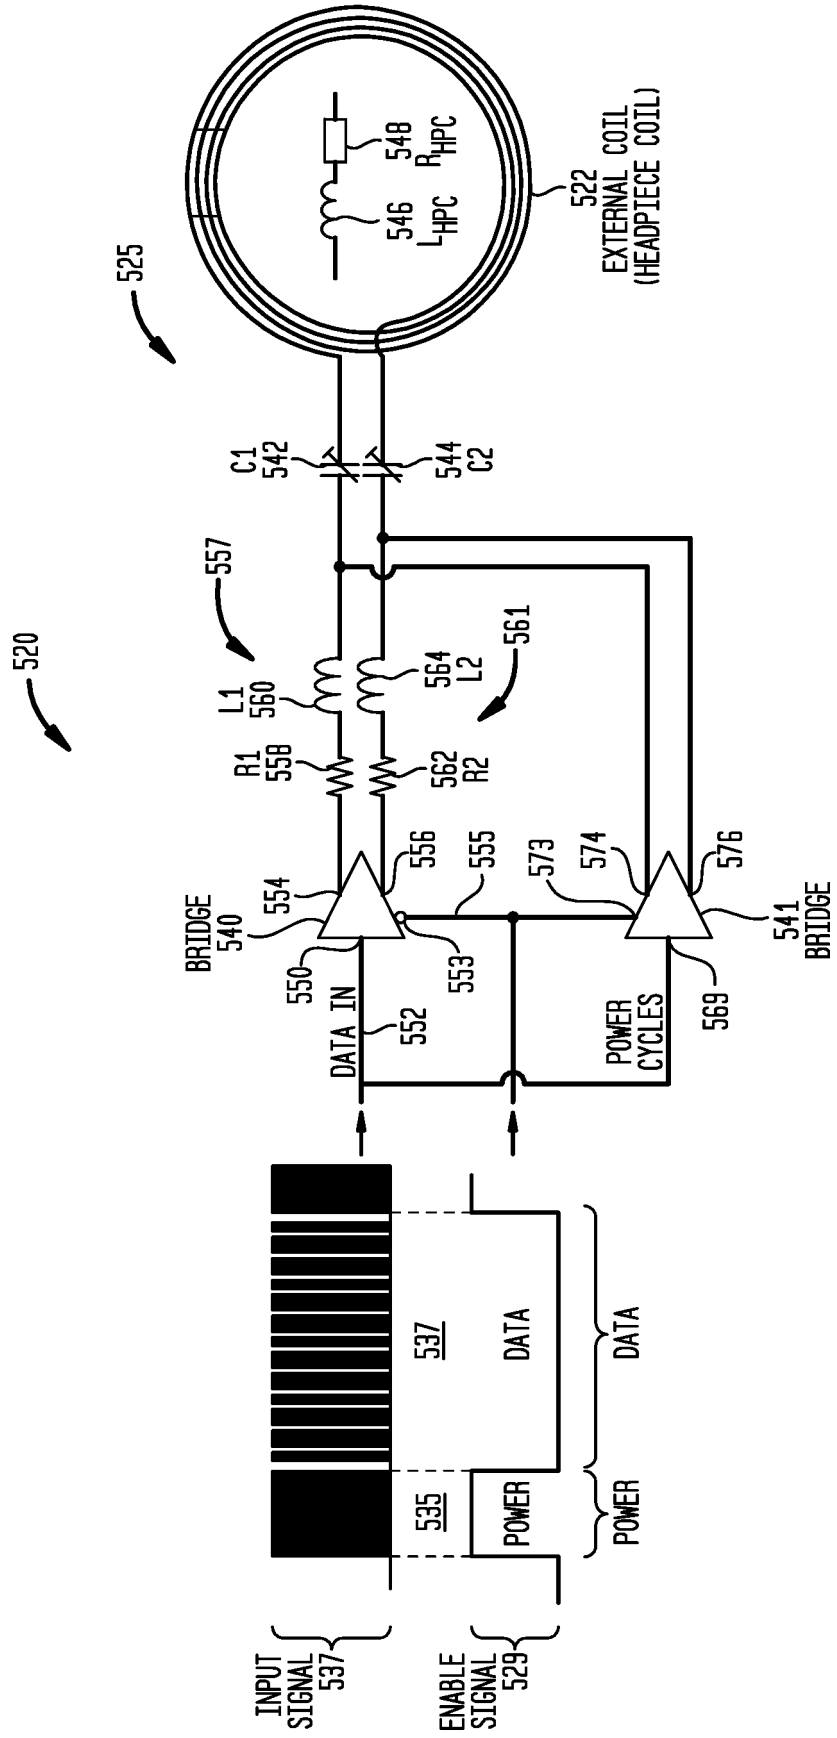 520
525
557
561
INPUT
SIGNAL
537
ENABLE
SIGNAL
529
535
537
POWER
DATA
POWER
DATA
DATA IN
552
POWER
CYCLES
BRIDGE
540
550
554
556
553
555
573
574
576
569
541
BRIDGE
R1
558
L1
560
562
R2
564
L2
C1
542
544
C2
546
LHPC
548
RHPC
522
EXTERNAL COIL
(HEADPIECE COIL)